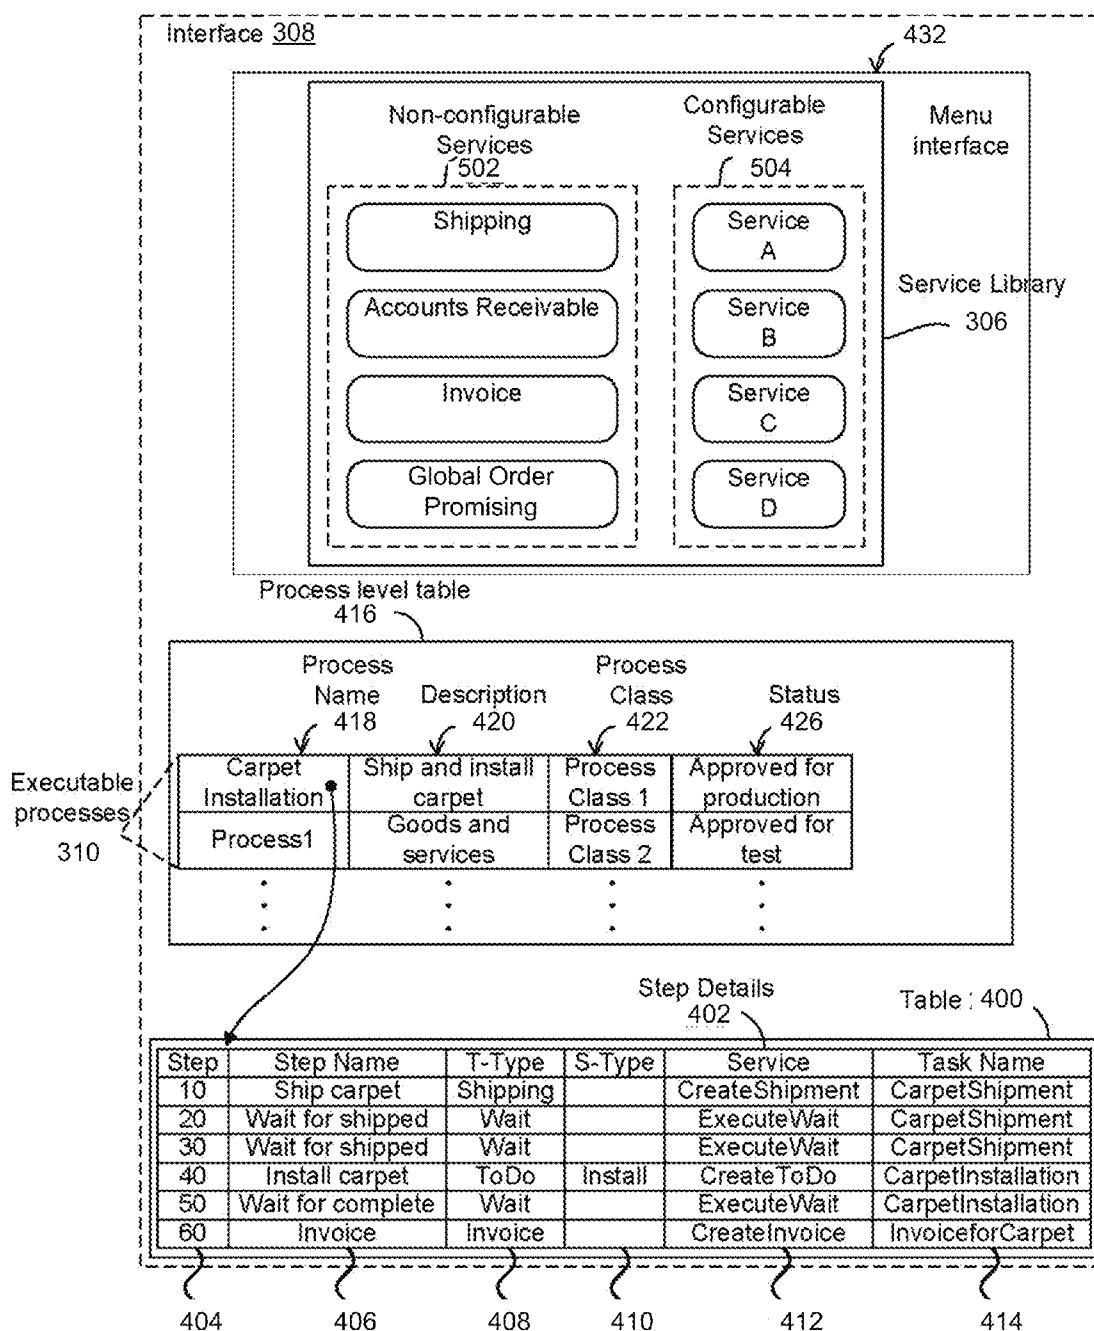 Interface 308
432
Non-configurable
Services
502
Configurable
Services
504
Menu
interface
Shipping
Accounts Receivable
Invoice
Global Order
Promising
Service
A
Service
B
Service
C
Service
D
Service Library
306
Process level table
416
Process
Name
418
Description
420
Process
Class
422
Status
426
Executable
processes
310
Carpet
Installation
Ship and install
carpet
Process
Class 1
Approved for
production
Process1
Goods and
services
Process
Class 2
Approved for
test
Step Details
402
Table : 400
Step Step Name T-Type S-Type Service Task Name
10 Ship carpet Shipping CreateShipment CarpetShipment
20 Wait for shipped Wait ExecuteWait CarpetShipment
30 Wait for shipped Wait ExecuteWait CarpetShipment
40 Install carpet ToDo Install CreateToDo CarpetInstallation
50 Wait for complete Wait ExecuteWait CarpetInstallation
60 Invoice Invoice CreateInvoice InvoiceforCarpet
404 406 408 410 412 414